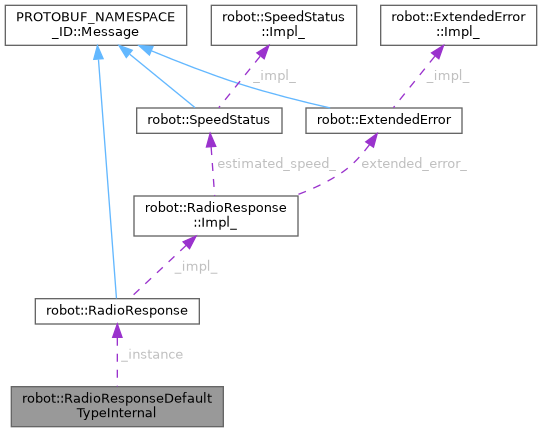 PROTOBUF_NAMESPACE
_ID::Message
robot::SpeedStatus
::Impl_
robot::ExtendedError
::Impl_
_impl_
_impl_
robot::SpeedStatus
robot::ExtendedError
estimated_speed_
extended_error_
robot::RadioResponse
::Impl_
_impl_
robot::RadioResponse
_instance
robot::RadioResponseDefault
TypeInternal